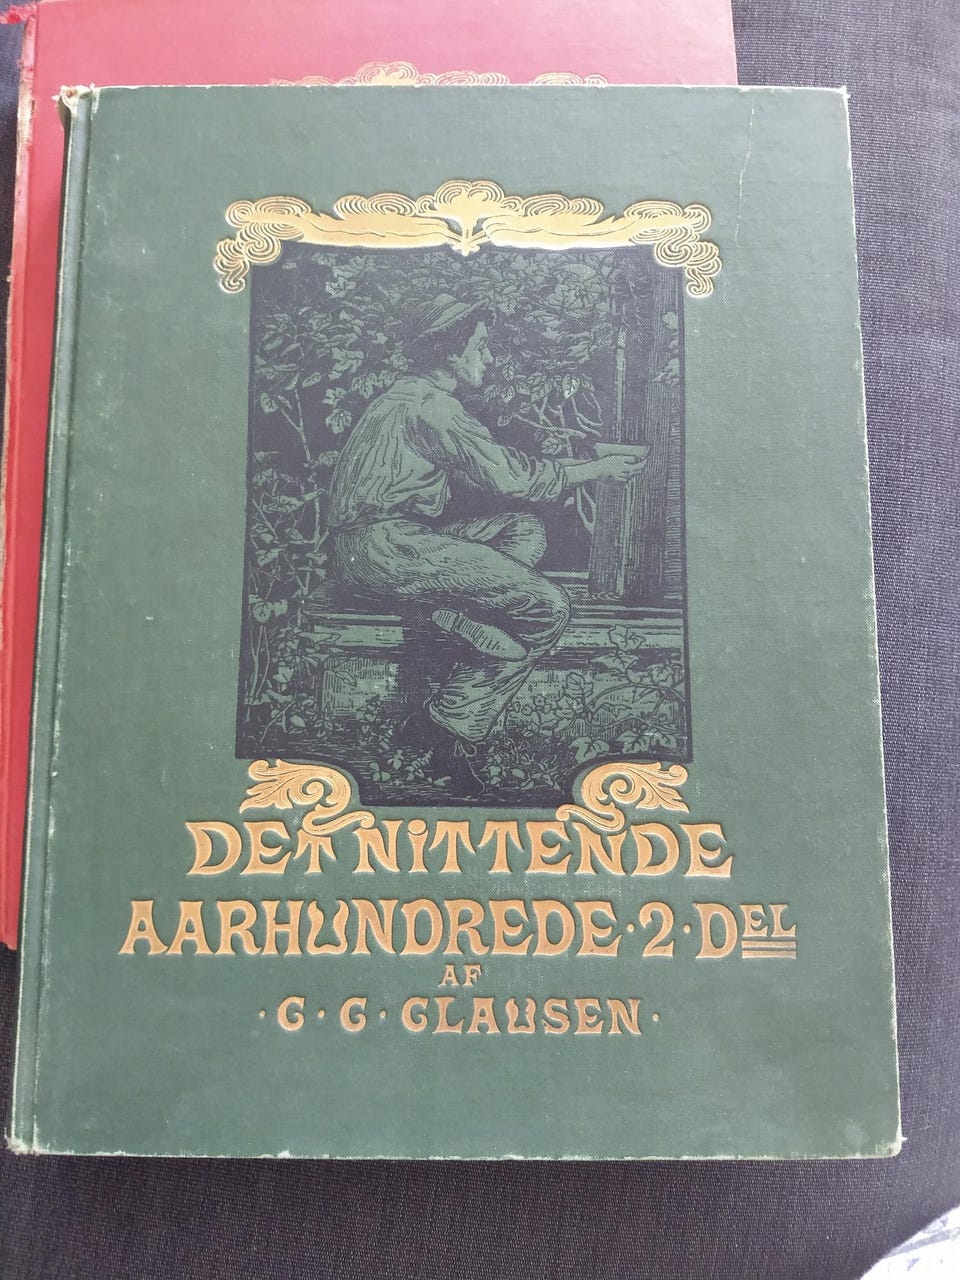 DET NITTENDE
AARHUNDREDE · 2 · DEL
AF
· C · C · CLAUSEN ·